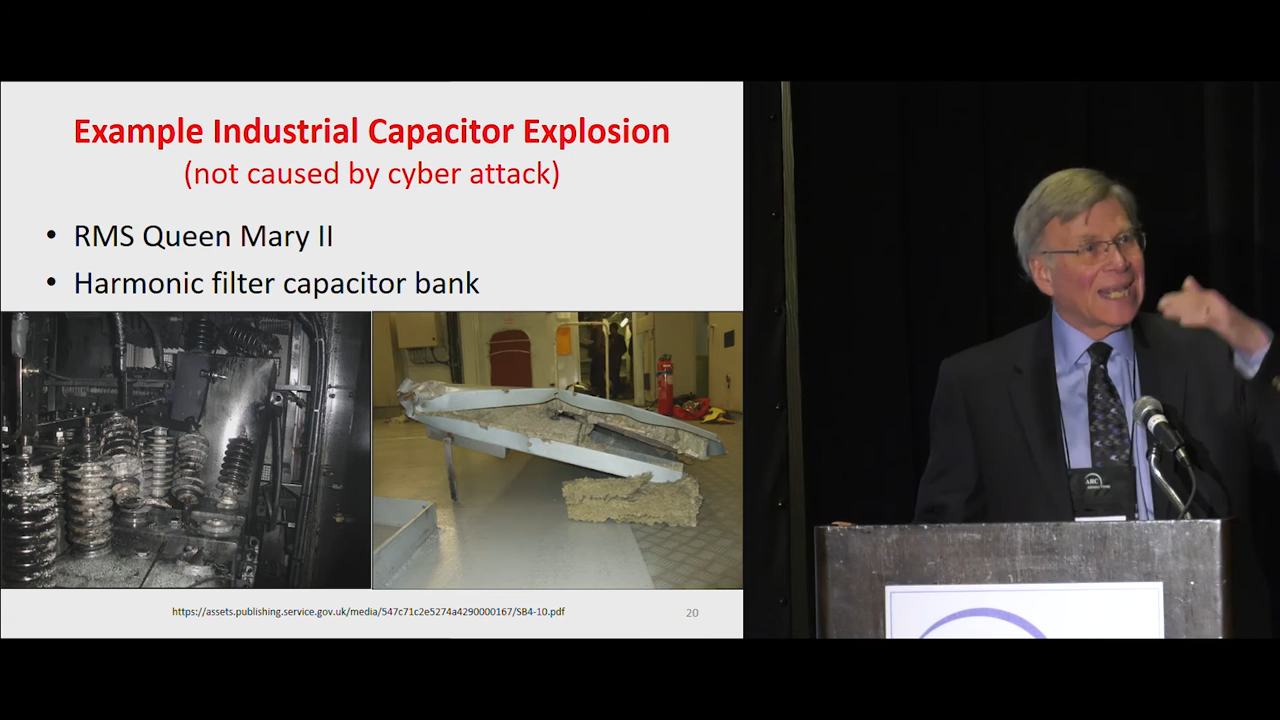 Example Industrial Capacitor Explosion
(not caused by cyber attack)
• RMS Queen Mary II
• Harmonic filter capacitor bank
https://assets.publishing.service.gov.uk/media/547c71c2e5274a4290000167/SB4-10.pdf
20
ARC